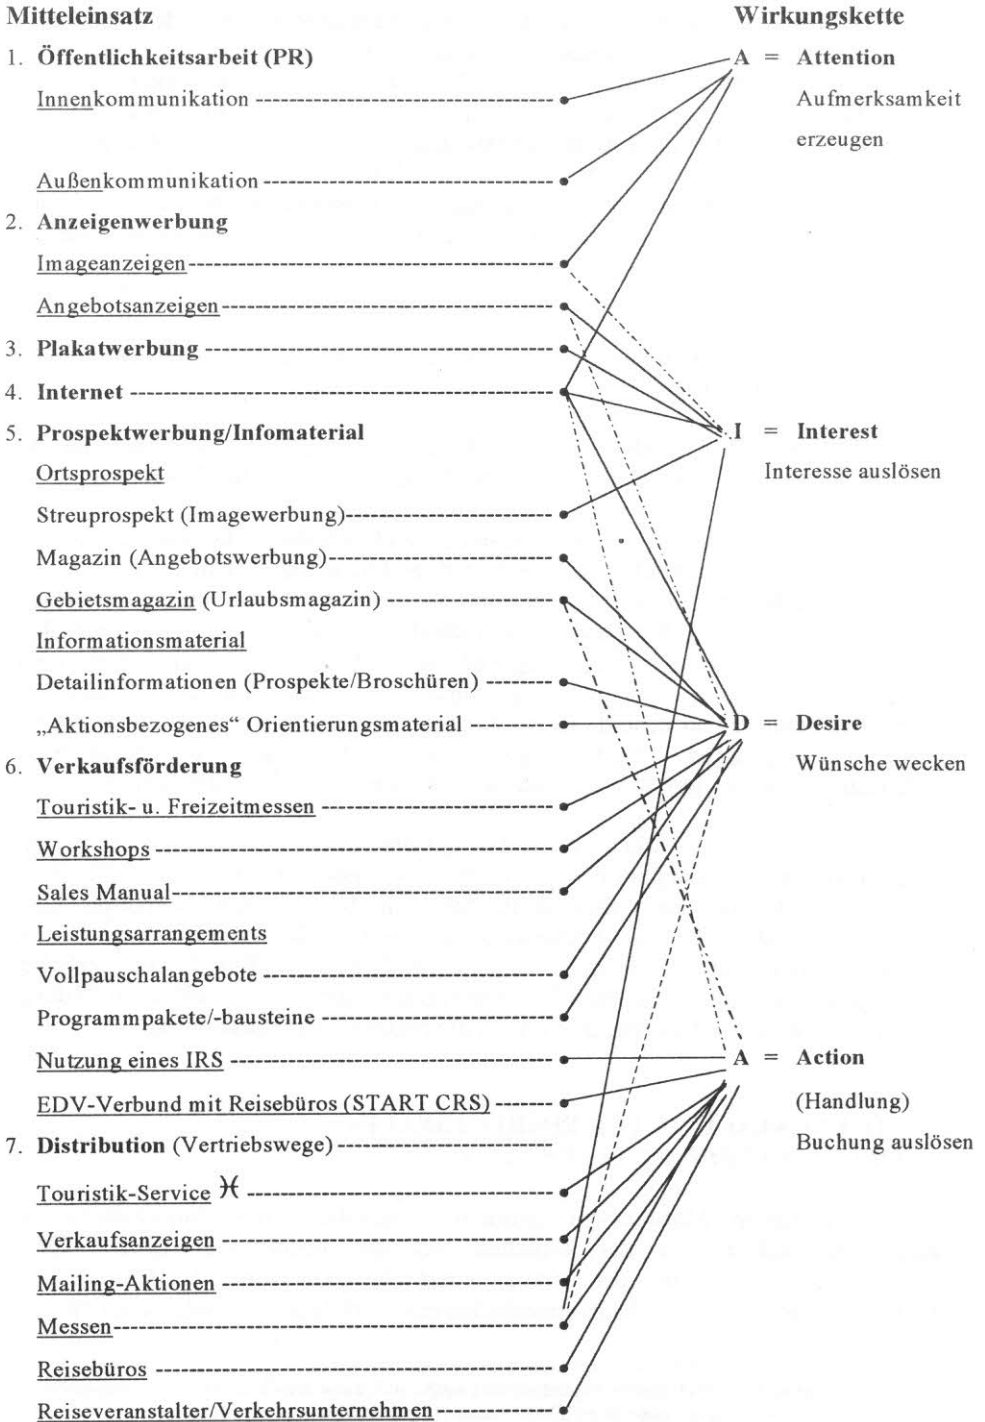 Mitteleinsatz Wirkungskette
1. Öffentlichkeitsarbeit (PR) A = Attention
Innenkommunikation Aufmerksamkeit
erzeugen
Außenkommunikation
2. Anzeigenwerbung
Imageanzeigen
Angebotsanzeigen
3. Plakatwerbung
4. Internet
5. Prospektwerbung/Infomaterial I = Interest
Ortsprospekt Interesse auslösen
Streuprospekt (Imagewerbung)
Magazin (Angebotswerbung)
Gebietsmagazin (Urlaubsmagazin)
Informationsmaterial
Detailinformationen (Prospekte/Broschüren)
„Aktionsbezogenes“ Orientierungsmaterial D = Desire
6. Verkaufsförderung Wünsche wecken
Touristik- u. Freizeitmessen
Workshops
Sales Manual
Leistungsarrangements
Vollpauschalangebote
Programmpakete/-bausteine
Nutzung eines IRS A = Action
EDV-Verbund mit Reisebüros (START CRS) (Handlung)
7. Distribution (Vertriebswege) Buchung auslösen
Touristik-Service
Verkaufsanzeigen
Mailing-Aktionen
Messen
Reisebüros
Reiseveranstalter/Verkehrsunternehmen